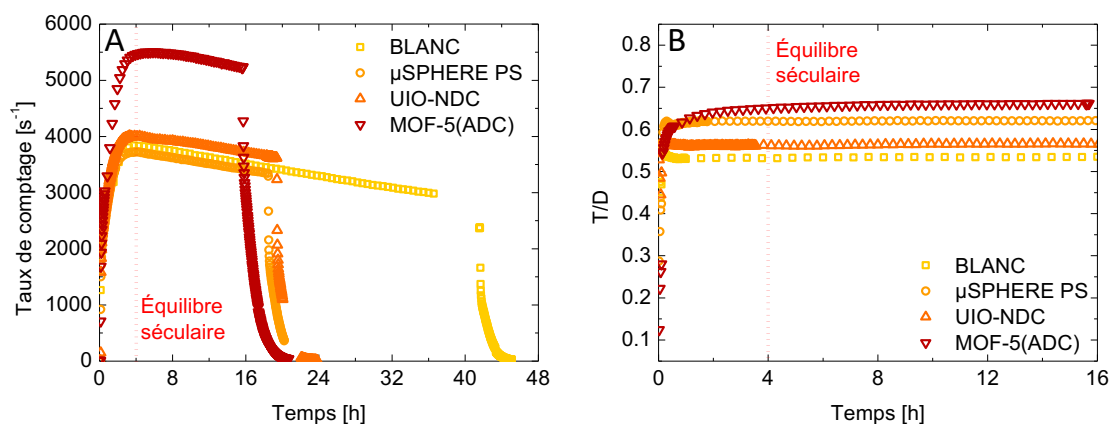 A
Taux de comptage [s⁻¹]
6000
5000
4000
3000
2000
1000
0
BLANC
µSPHERE PS
UIO-NDC
MOF-5(ADC)
Équilibre
séculaire
0 8 16 24 32 40 48
Temps [h]
B
T/D
0.8
0.7
0.6
0.5
0.4
0.3
0.2
0.1
Équilibre
séculaire
BLANC
µSPHERE PS
UIO-NDC
MOF-5(ADC)
0 4 8 12 16
Temps [h]